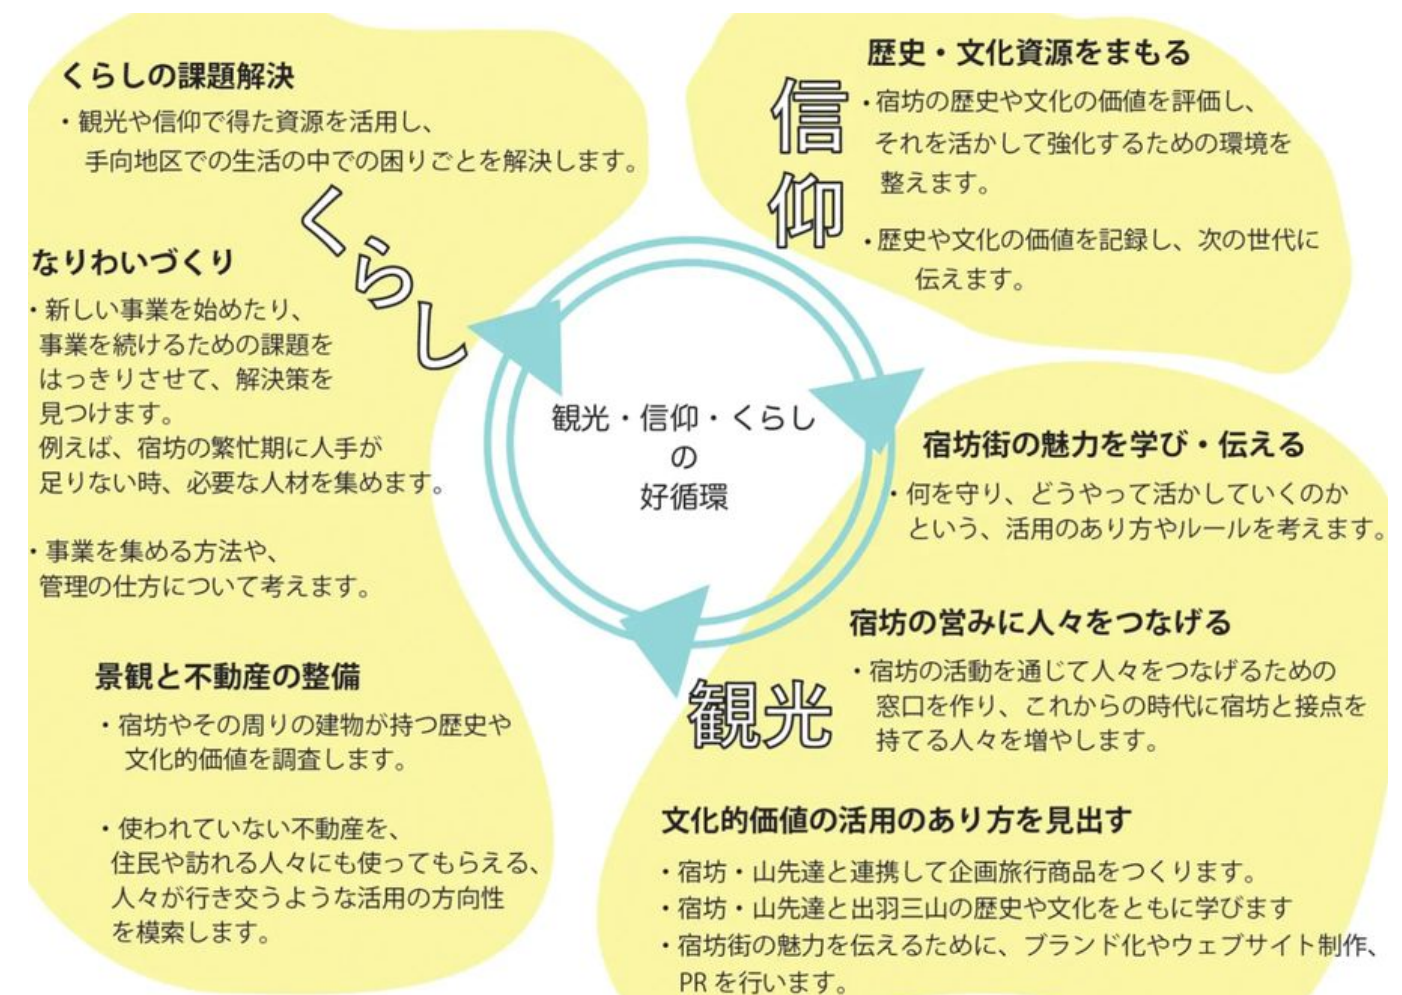 くらしの課題解決
・観光や信仰で得た資源を活用し、
手向地区での生活の中での困りごとを解決します。
くらし
なりわいづくり
・新しい事業を始めたり、
事業を続けるための課題を
はっきりさせて、解決策を
見つけます。
例えば、宿坊の繁忙期に人手が
足りない時、必要な人材を集めます。
・事業を集める方法や、
管理の仕方について考えます。
景観と不動産の整備
・宿坊やその周りの建物が持つ歴史や
文化的価値を調査します。
・使われていない不動産を、
住民や訪れる人々にも使ってもらえる、
人々が行き交うような活用の方向性
を模索します。
観光・信仰・くらし
の
好循環
信仰
歴史・文化資源をまもる
・宿坊の歴史や文化の価値を評価し、
それを活かして強化するための環境を
整えます。
・歴史や文化の価値を記録し、次の世代に
伝えます。
宿坊街の魅力を学び・伝える
・何を守り、どうやって活かしていくのか
という、活用のあり方やルールを考えます。
宿坊の営みに人々をつなげる
・宿坊の活動を通じて人々をつなげるための
窓口を作り、これからの時代に宿坊と接点を
持てる人々を増やします。
観光
文化的価値の活用のあり方を見出す
・宿坊・山先達と連携して企画旅行商品をつくります。
・宿坊・山先達と出羽三山の歴史や文化をともに学びます
・宿坊街の魅力を伝えるために、ブランド化やウェブサイト制作、
PRを行います。